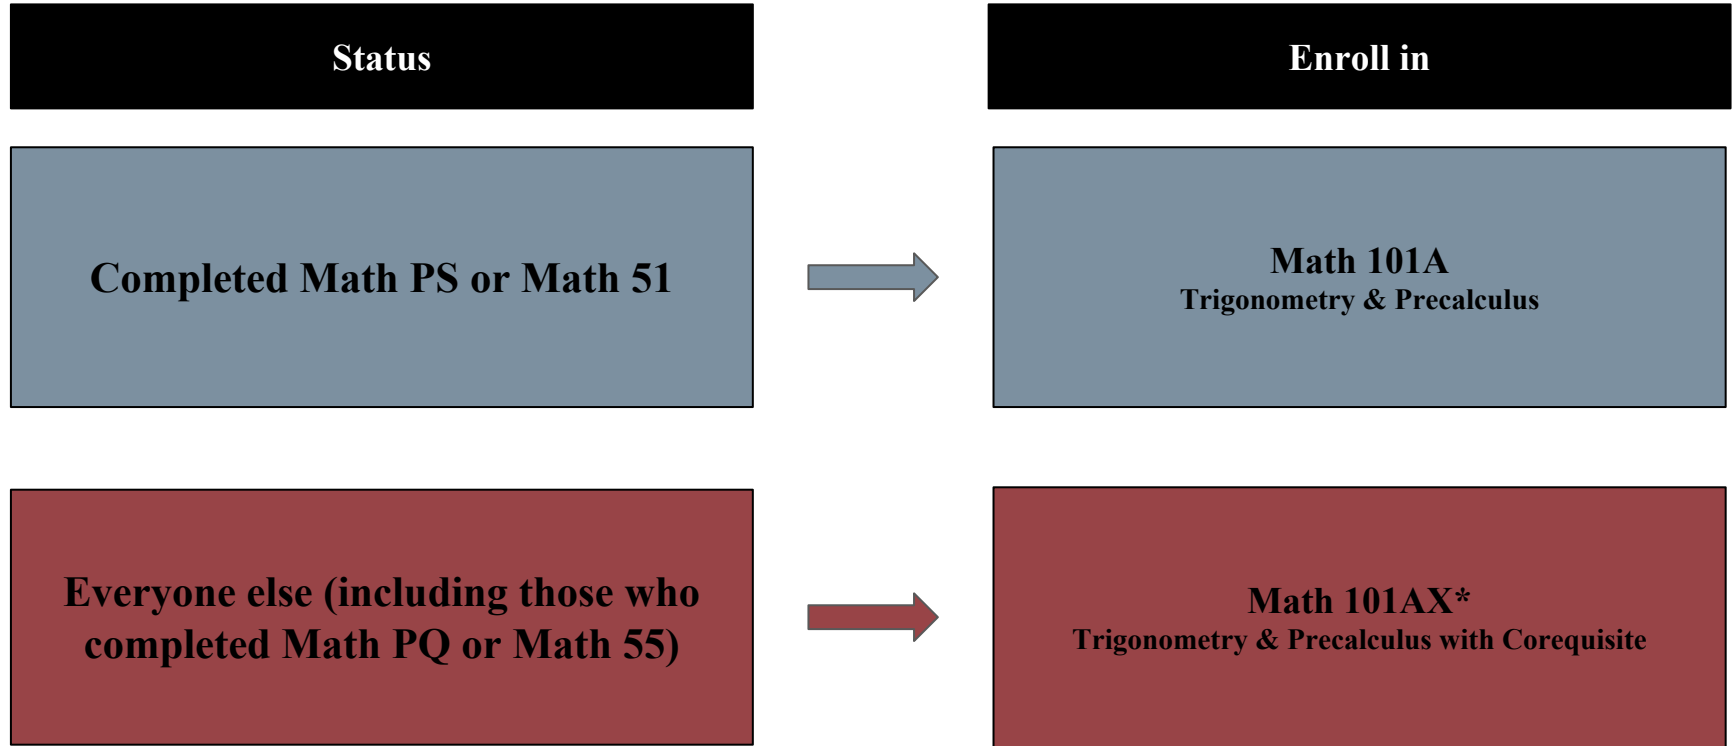 Status
Enroll in
Completed Math PS or Math 51
Math 101A
Trigonometry & Precalculus
Everyone else (including those who
completed Math PQ or Math 55)
Math 101AX*
Trigonometry & Precalculus with Corequisite